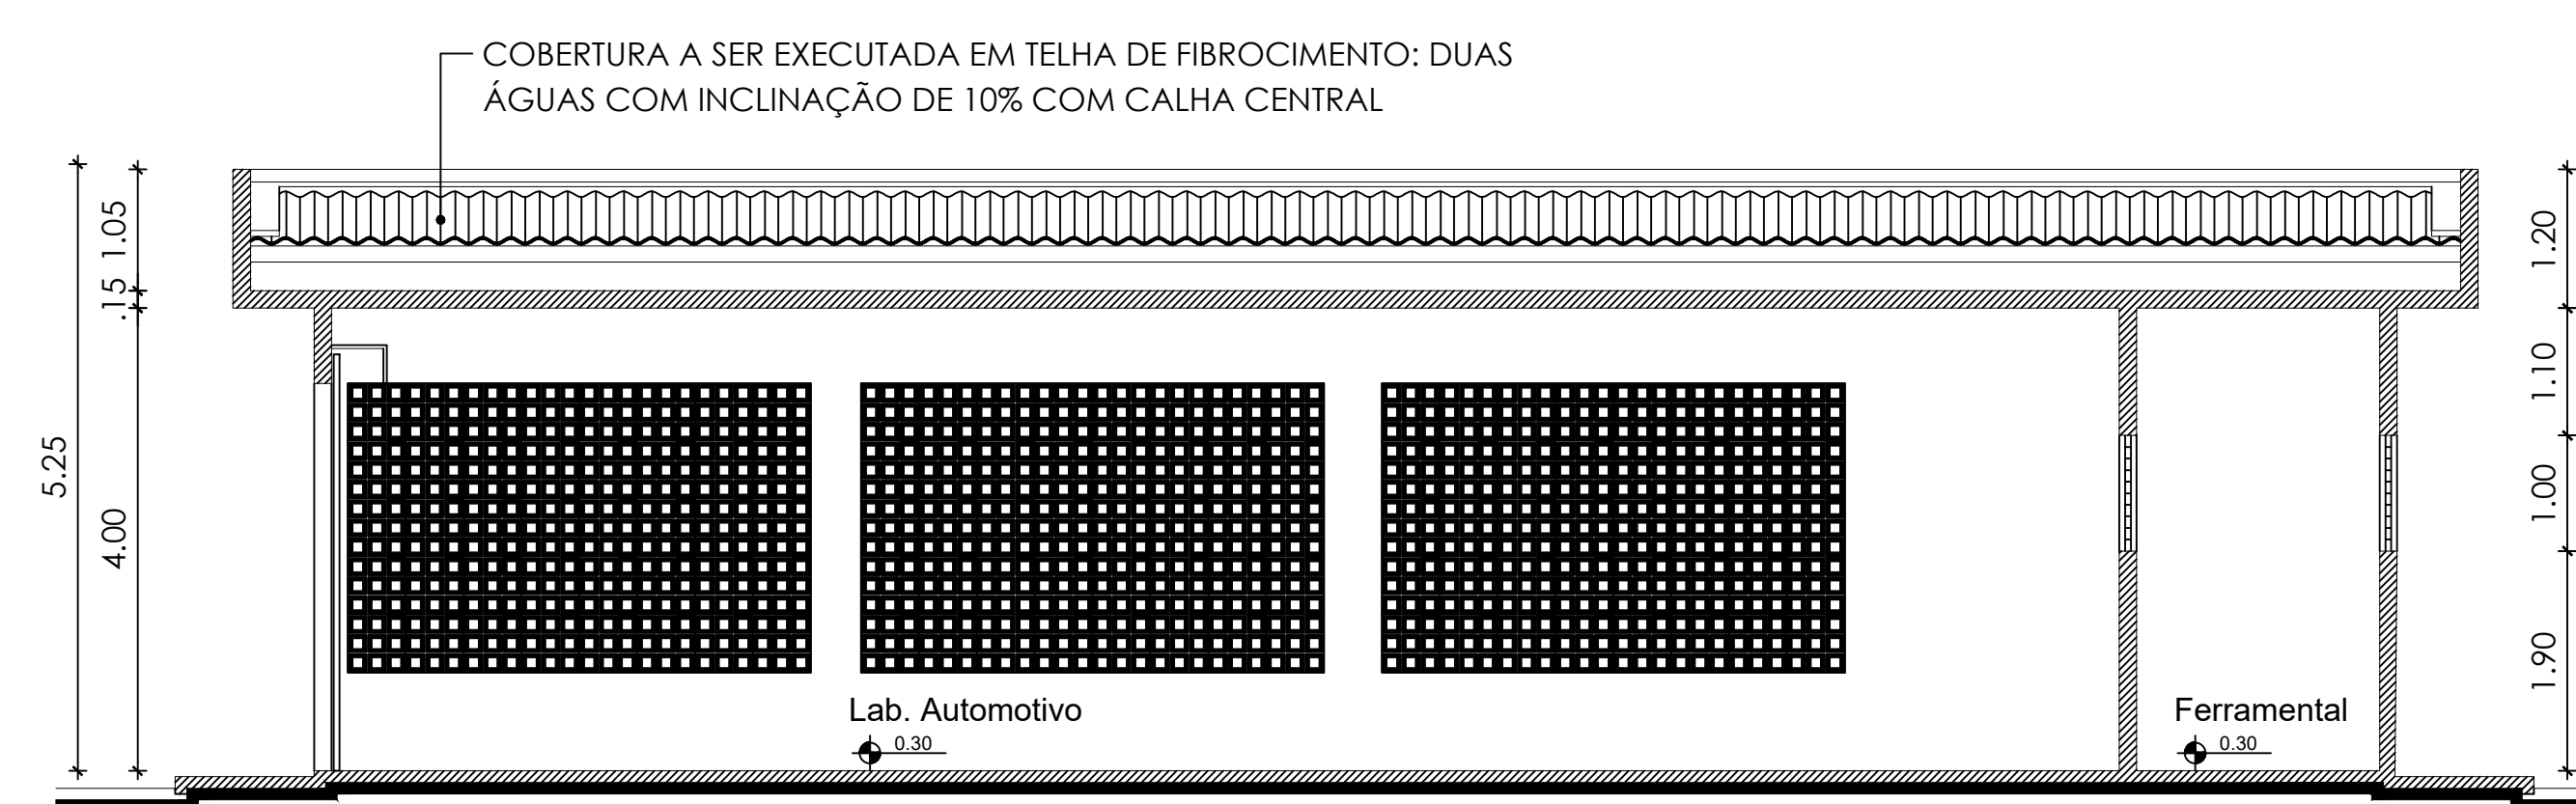 COBERTURA A SER EXECUTADA EM TELHA DE FIBROCIMENTO: DUAS
ÁGUAS COM INCLINAÇÃO DE 10% COM CALHA CENTRAL
5.25
1.05
.15
4.00
1.20
1.10
1.00
1.90
Lab. Automotivo
0.30
Ferramental
0.30